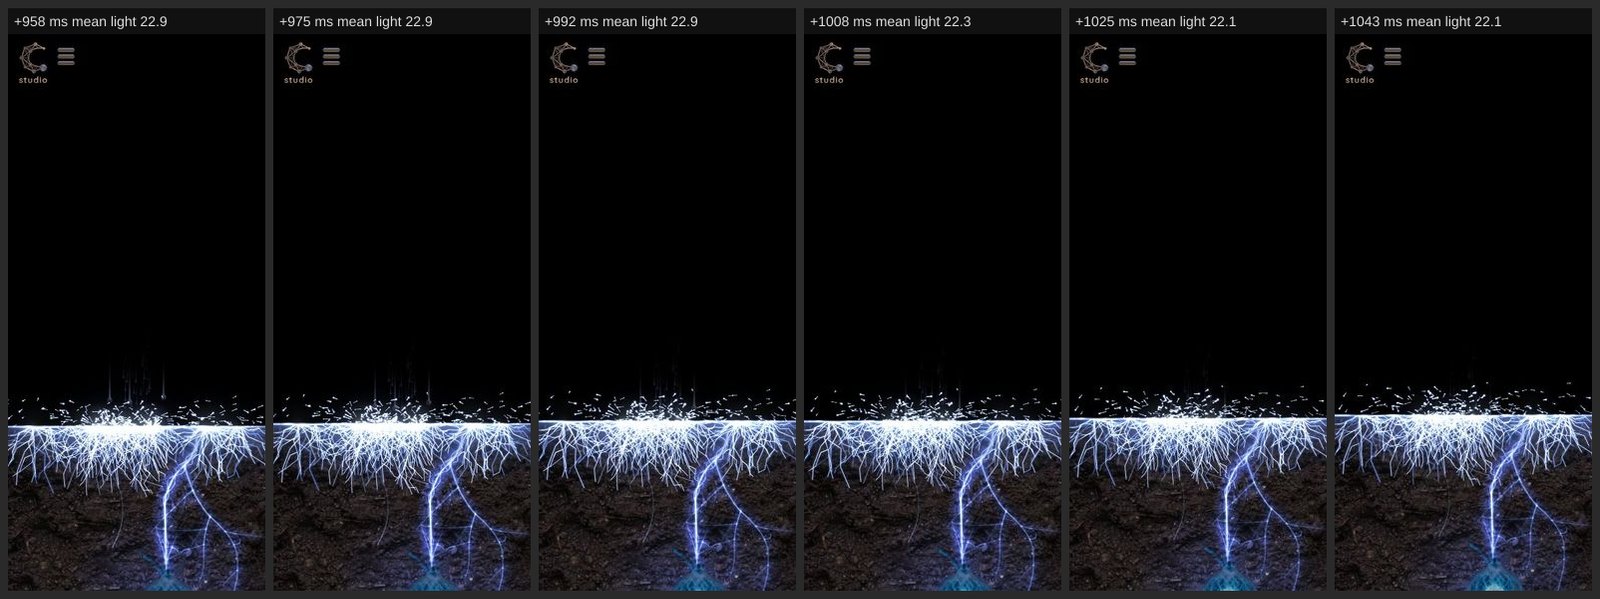 +958 ms mean light 22.9
studio
+975 ms mean light 22.9
studio
+992 ms mean light 22.9
studio
+1008 ms mean light 22.3
studio
+1025 ms mean light 22.1
studio
+1043 ms mean light 22.1
studio